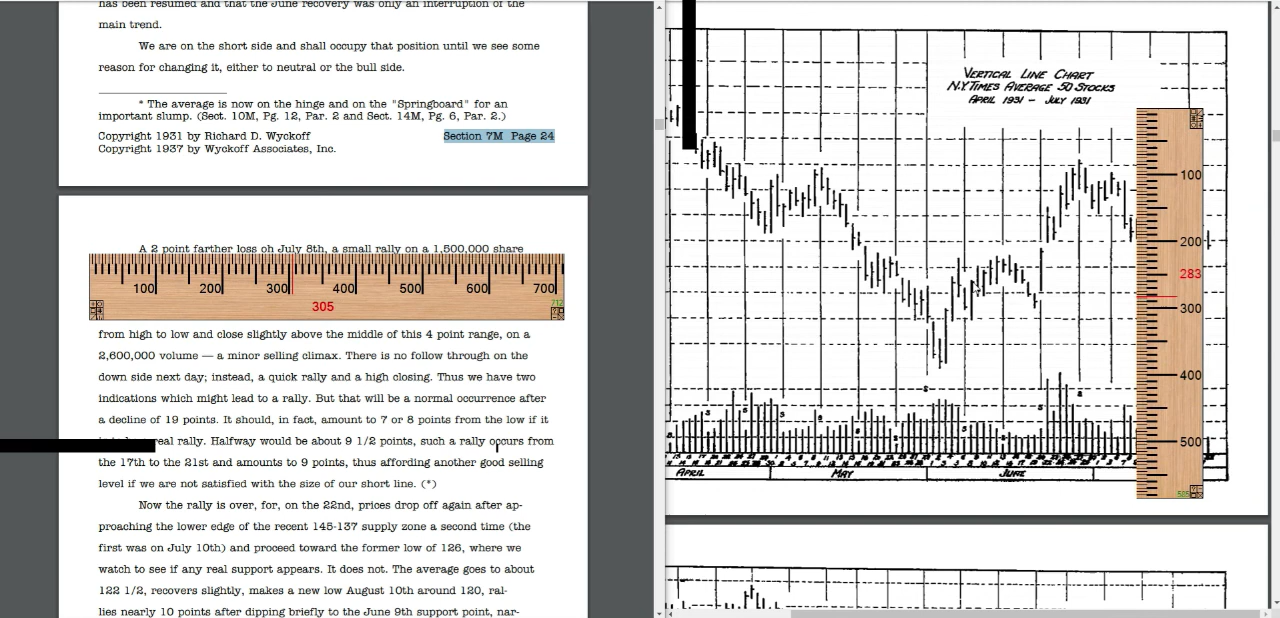 has been resumed and that the June recovery was only an interruption of the
main trend.
We are on the short side and shall occupy that position until we see some
reason for changing it, either to neutral or the bull side.
* The average is now on the hinge and on the "Springboard" for an
important slump. (Sect. 10M, Pg. 12, Par. 2 and Sect. 14M, Pg. 6, Par. 2.)
Copyright 1931 by Richard D. Wyckoff Section 7M Page 24
Copyright 1937 by Wyckoff Associates, Inc.
A 2 point farther loss oh July 8th, a small rally on a 1,500,000 share
100 200 300 400 500 600 700
305
712
from high to low and close slightly above the middle of this 4 point range, on a
2,600,000 volume — a minor selling climax. There is no follow through on the
down side next day; instead, a quick rally and a high closing. Thus we have two
indications which might lead to a rally. But that will be a normal occurrence after
a decline of 19 points. It should, in fact, amount to 7 or 8 points from the low if it
real rally. Halfway would be about 9 1/2 points, such a rally occurs from
the 17th to the 21st and amounts to 9 points, thus affording another good selling
level if we are not satisfied with the size of our short line. (*)
Now the rally is over, for, on the 22nd, prices drop off again after ap-
proaching the lower edge of the recent 145-137 supply zone a second time (the
first was on July 10th) and proceed toward the former low of 126, where we
watch to see if any real support appears. It does not. The average goes to about
122 1/2, recovers slightly, makes a new low August 10th around 120, ral-
lies nearly 10 points after dipping briefly to the June 9th support point, nar-
VERTICAL LINE CHART
N.Y. TIMES AVERAGE 50 STOCKS
APRIL 1931 - JULY 1931
100
200
283
300
400
500
585
APRIL MAY JUNE